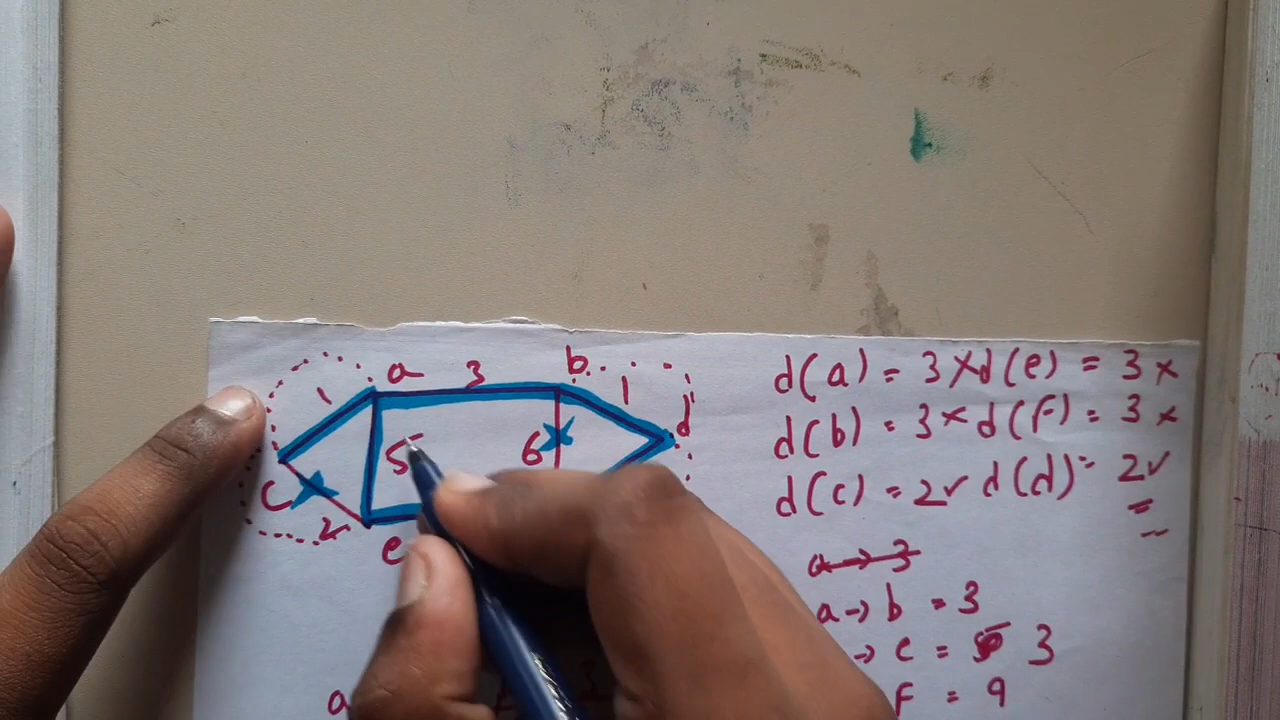 a 3 b
1 1
d
5 6
C
2
e
d(a) = 3 × d(e) = 3 ×
d(b) = 3 × d(f) = 3 ×
d(c) = 2 ✓ d(d) = 2 ✓
a → 3
a → b = 3
→ e = 3
F = 9
a